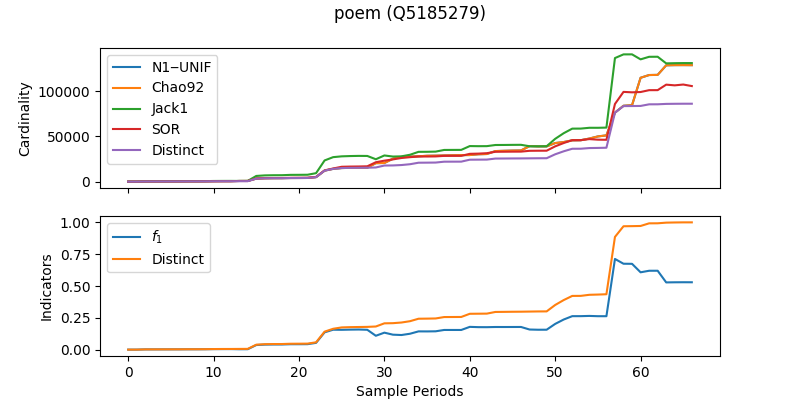 poem (Q5185279)
Cardinality
100000
50000
0
N1−UNIF
Chao92
Jack1
SOR
Distinct
Indicators
1.00
0.75
0.50
0.25
0.00
f1
Distinct
0 10 20 30 40 50 60
Sample Periods